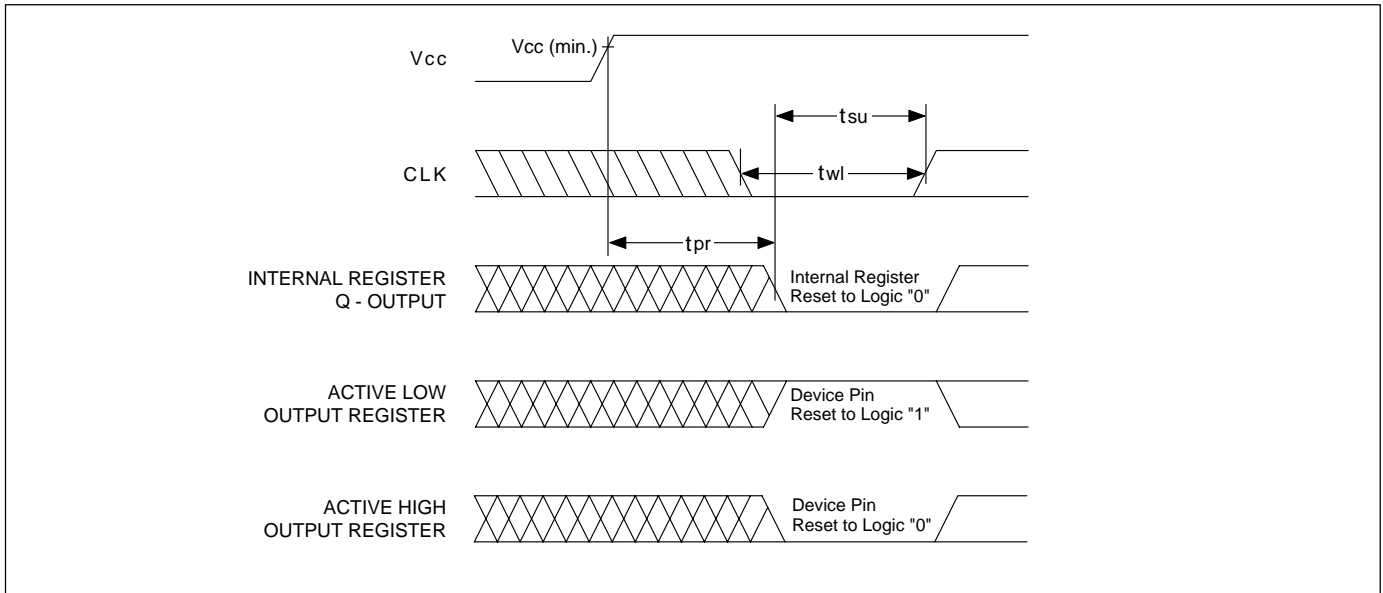 Vcc
Vcc (min.)
tsu
CLK
twl
tpr
INTERNAL REGISTER
Q - OUTPUT
Internal Register
Reset to Logic "0"
ACTIVE LOW
OUTPUT REGISTER
Device Pin
Reset to Logic "1"
ACTIVE HIGH
OUTPUT REGISTER
Device Pin
Reset to Logic "0"